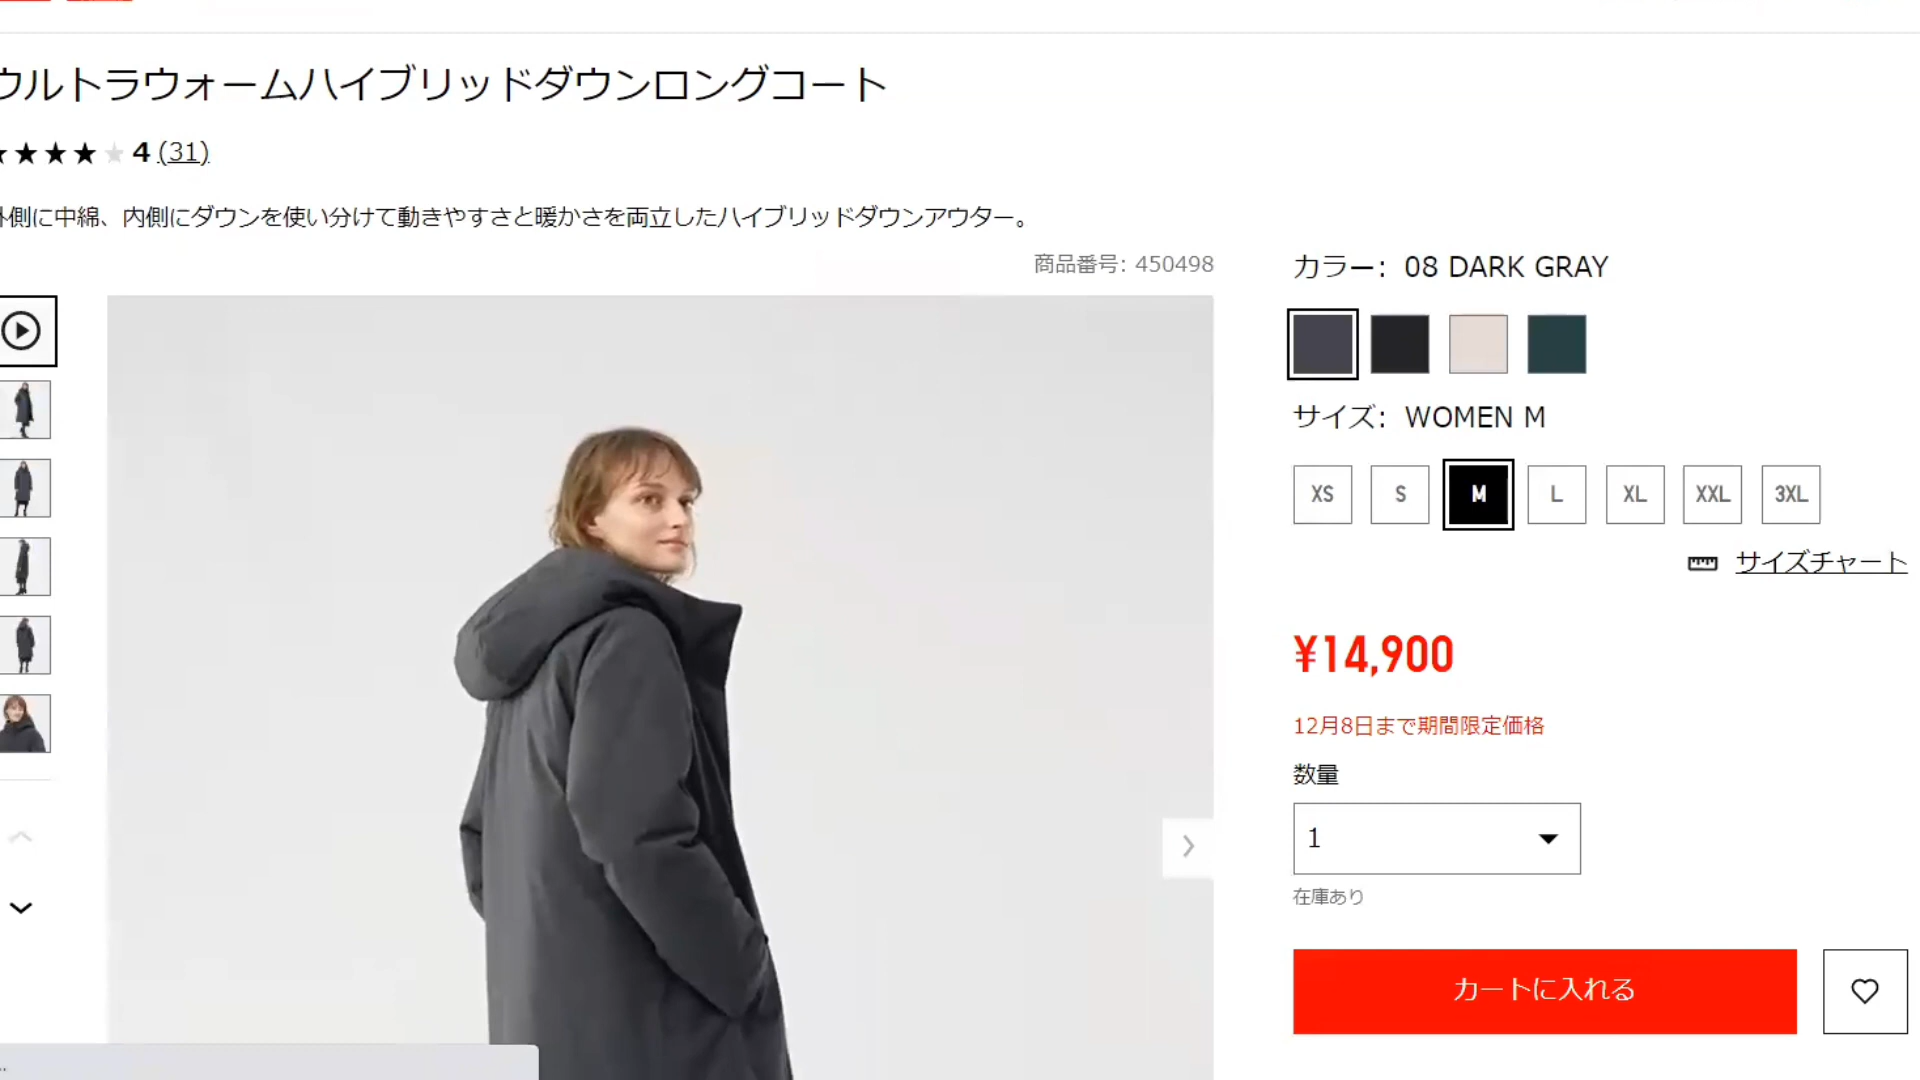 ウルトラウォームハイブリッドダウンロングコート
4 (31)
外側に中綿、内側にダウンを使い分けて動きやすさと暖かさを両立したハイブリッドダウンアウター。
商品番号: 450498
カラー: 08 DARK GRAY
サイズ: WOMEN M
XS S M L XL XXL 3XL
サイズチャート
¥14,900
12月8日まで期間限定価格
数量
1
在庫あり
カートに入れる